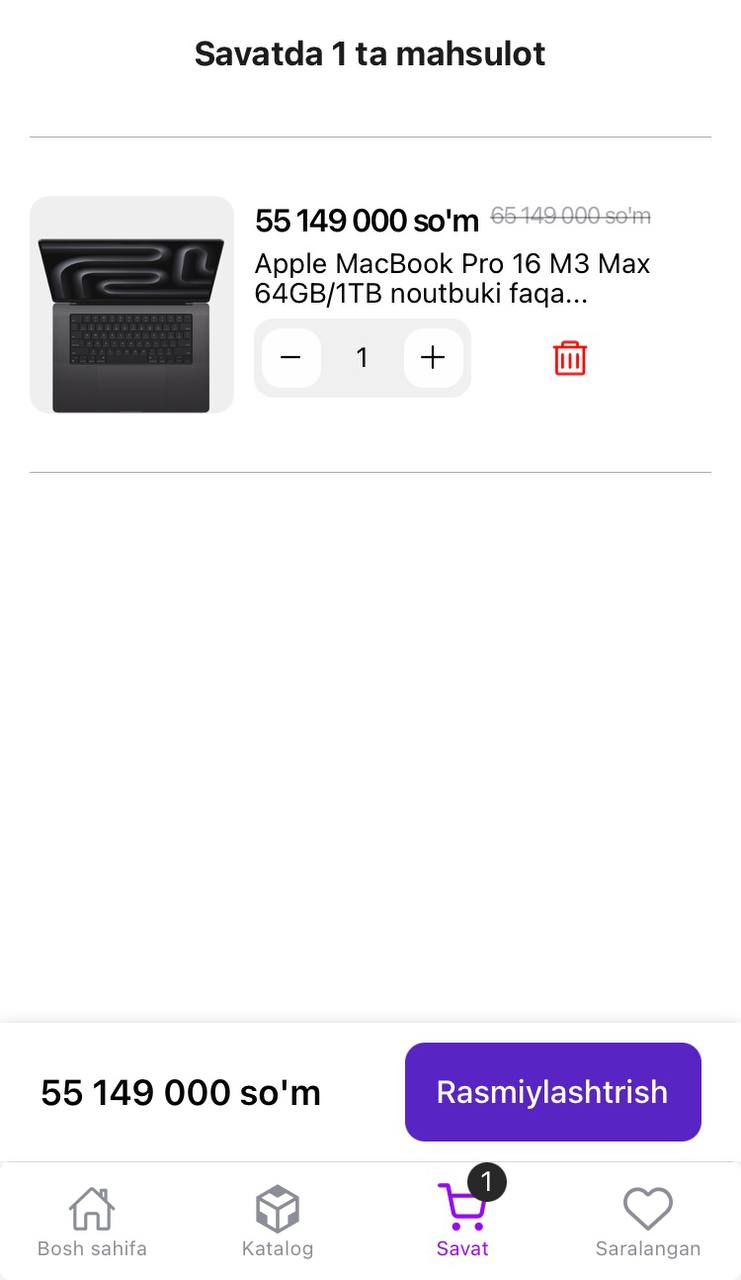 Savatda 1 ta mahsulot
55 149 000 so'm 65 149 000 so'm
Apple MacBook Pro 16 M3 Max
64GB/1TB noutbuki faqa...
− 1 +
55 149 000 so'm Rasmiylashtrish
1
Bosh sahifa Katalog Savat Saralangan